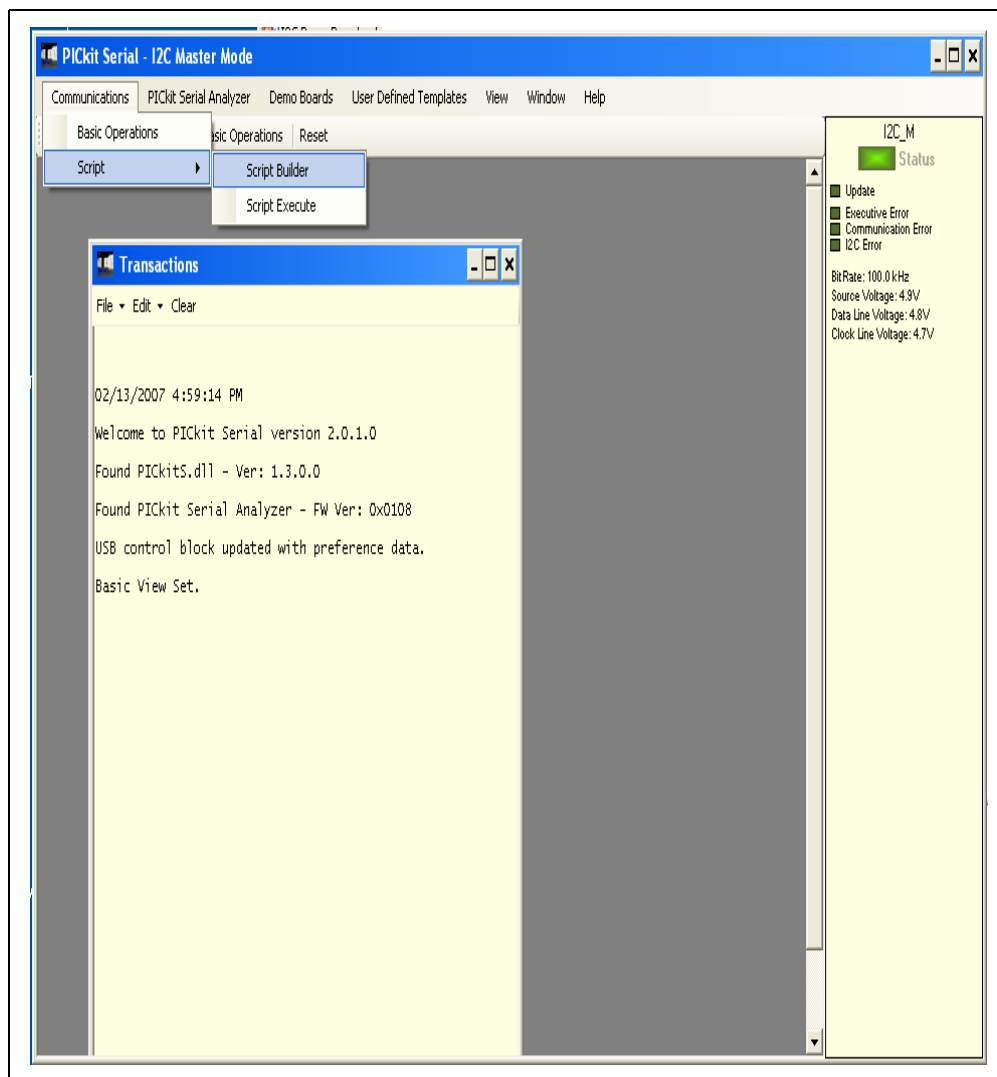 PICkit Serial - I2C Master Mode
Communications PICkit Serial Analyzer Demo Boards User Defined Templates View Window Help
Basic Operations
asic Operations Reset
Script
Script Builder
Script Execute
Transactions
File Edit Clear
02/13/2007 4:59:14 PM
Welcome to PICkit Serial version 2.0.1.0
Found PICkitS.dll - Ver: 1.3.0.0
Found PICkit Serial Analyzer - FW Ver: 0x0108
USB control block updated with preference data.
Basic View Set.
I2C_M
Status
Update
Executive Error
Communication Error
I2C Error
BitRate: 100.0 kHz
Source Voltage: 4.9V
Data Line Voltage: 4.8V
Clock Line Voltage: 4.7V